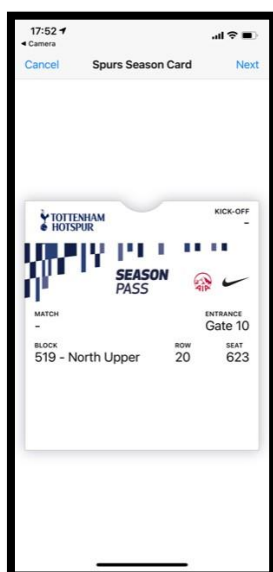 17:52
Camera
Cancel Spurs Season Card Next
TOTTENHAM
HOTSPUR
KICK-OFF
-
SEASON
PASS
AIA
MATCH
-
ENTRANCE
Gate 10
BLOCK ROW SEAT
519 - North Upper 20 623